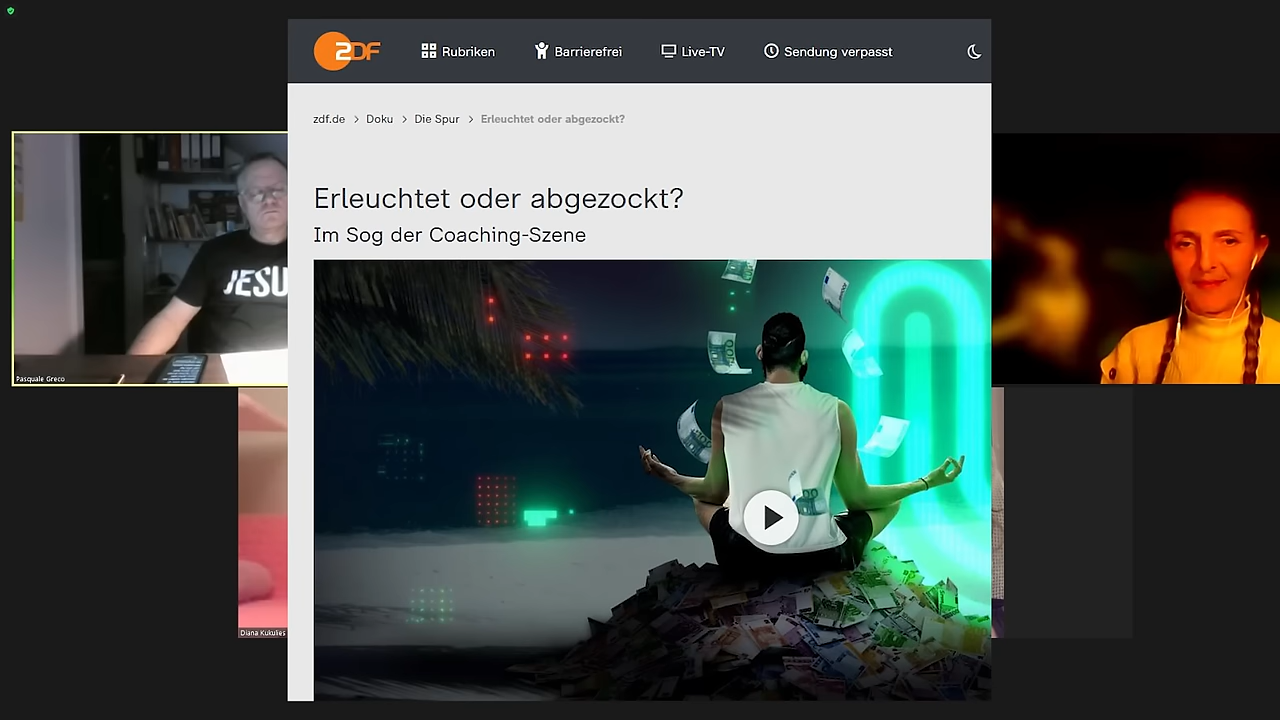 ZDF
Rubriken
Barrierefrei
Live-TV
Sendung verpasst
zdf.de > Doku > Die Spur > Erleuchtet oder abgezockt?
Erleuchtet oder abgezockt?
Im Sog der Coaching-Szene
JESU
Pasquale Greco
Diana Kukulies